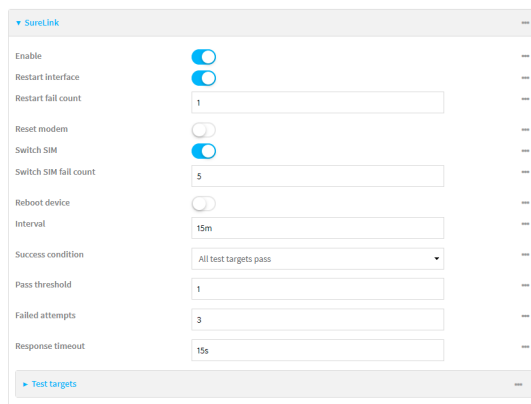 SureLink
Enable
Restart interface
Restart fail count
1
Reset modem
Switch SIM
Switch SIM fail count
5
Reboot device
Interval
15m
Success condition
All test targets pass
Pass threshold
1
Failed attempts
3
Response timeout
15s
Test targets